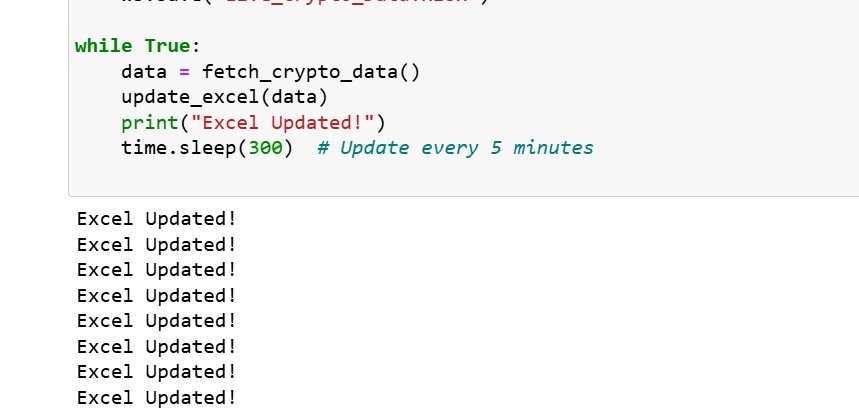 while True:
    data = fetch_crypto_data()
    update_excel(data)
    print("Excel Updated!")
    time.sleep(300)  # Update every 5 minutes
Excel Updated!
Excel Updated!
Excel Updated!
Excel Updated!
Excel Updated!
Excel Updated!
Excel Updated!
Excel Updated!